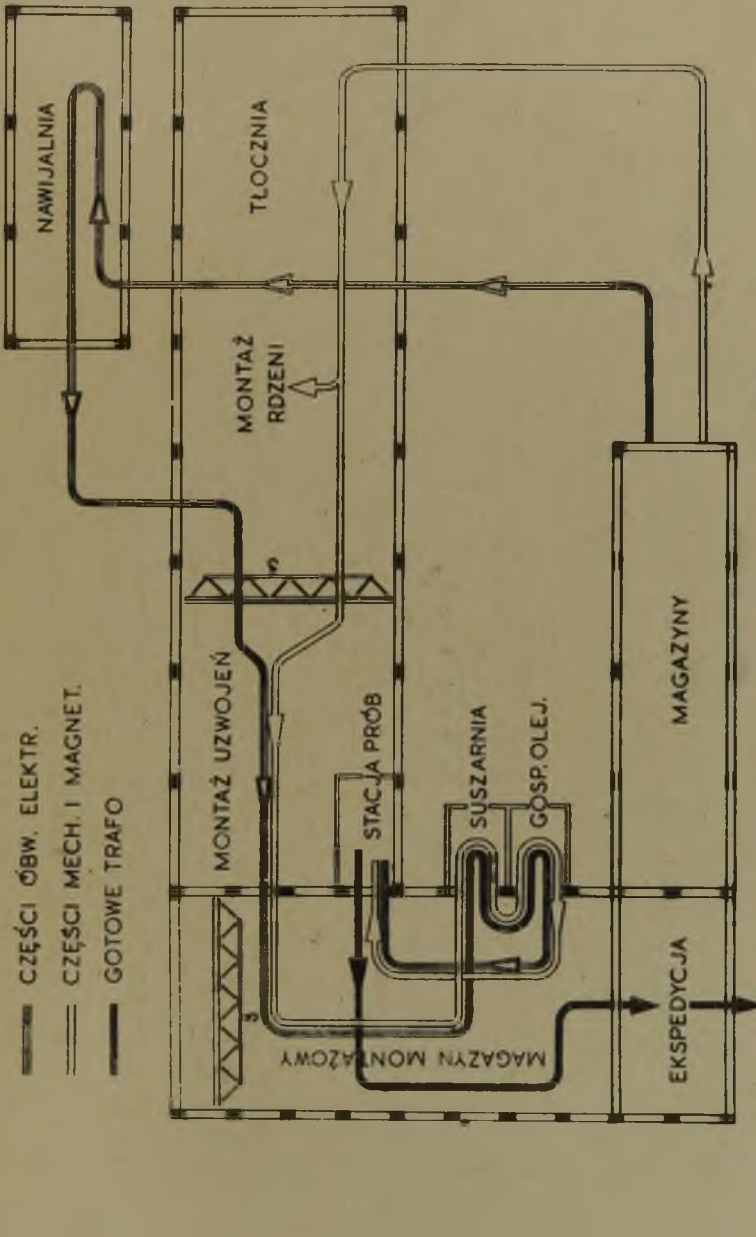 CZĘŚCI OBW. ELEKTR.
CZĘŚCI MECH. I MAGNET.
GOTOWE TRAFO
NAWIJALNIA
MONTAŻ UZWOJEŃ
MONTAŻ
RDZENI
TŁOCZNIA
MAGAZYN MONTAŻOWY
STACJA PRÓB
SUSZARNIA
GOSP. OLEJ.
EKSPEDYCJA
MAGAZYNY